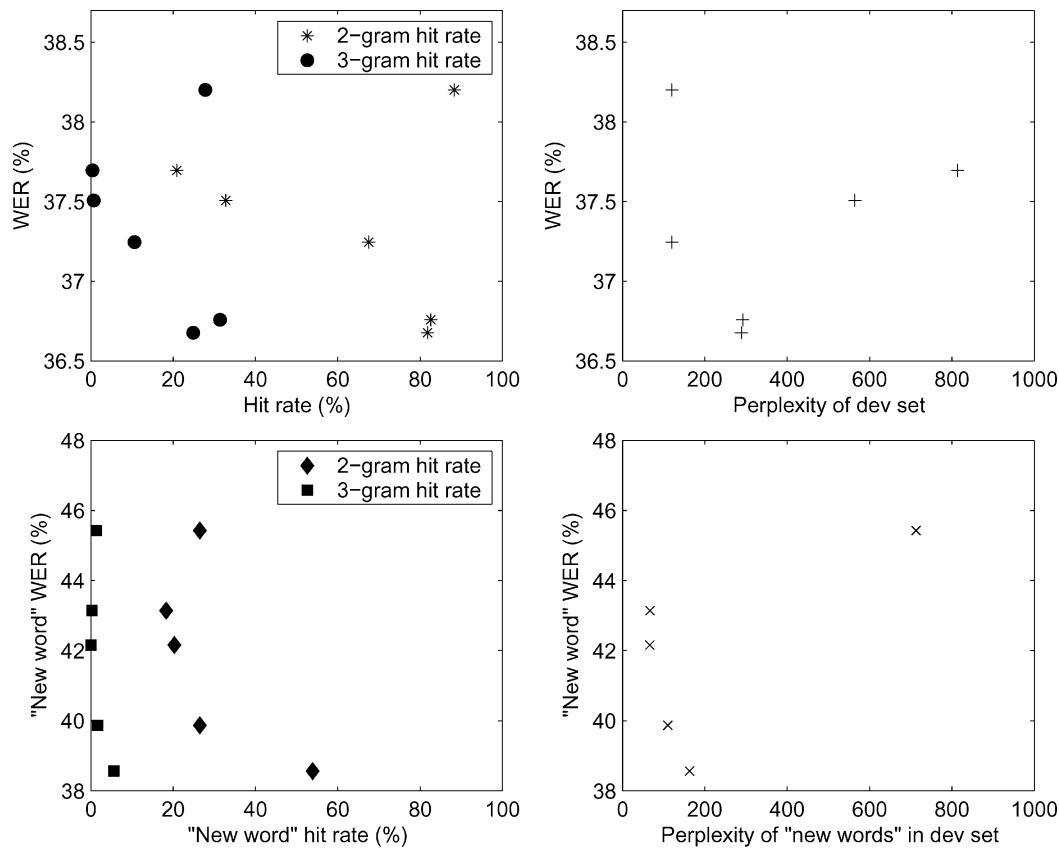 2-gram hit rate
3-gram hit rate
38.5
38
37.5
37
36.5
WER (%)
0 20 40 60 80 100
Hit rate (%)
38.5
38
37.5
37
36.5
WER (%)
0 200 400 600 800 1000
Perplexity of dev set
2-gram hit rate
3-gram hit rate
48
46
44
42
40
38
"New word" WER (%)
0 20 40 60 80 100
"New word" hit rate (%)
48
46
44
42
40
38
"New word" WER (%)
0 200 400 600 800 1000
Perplexity of "new words" in dev set